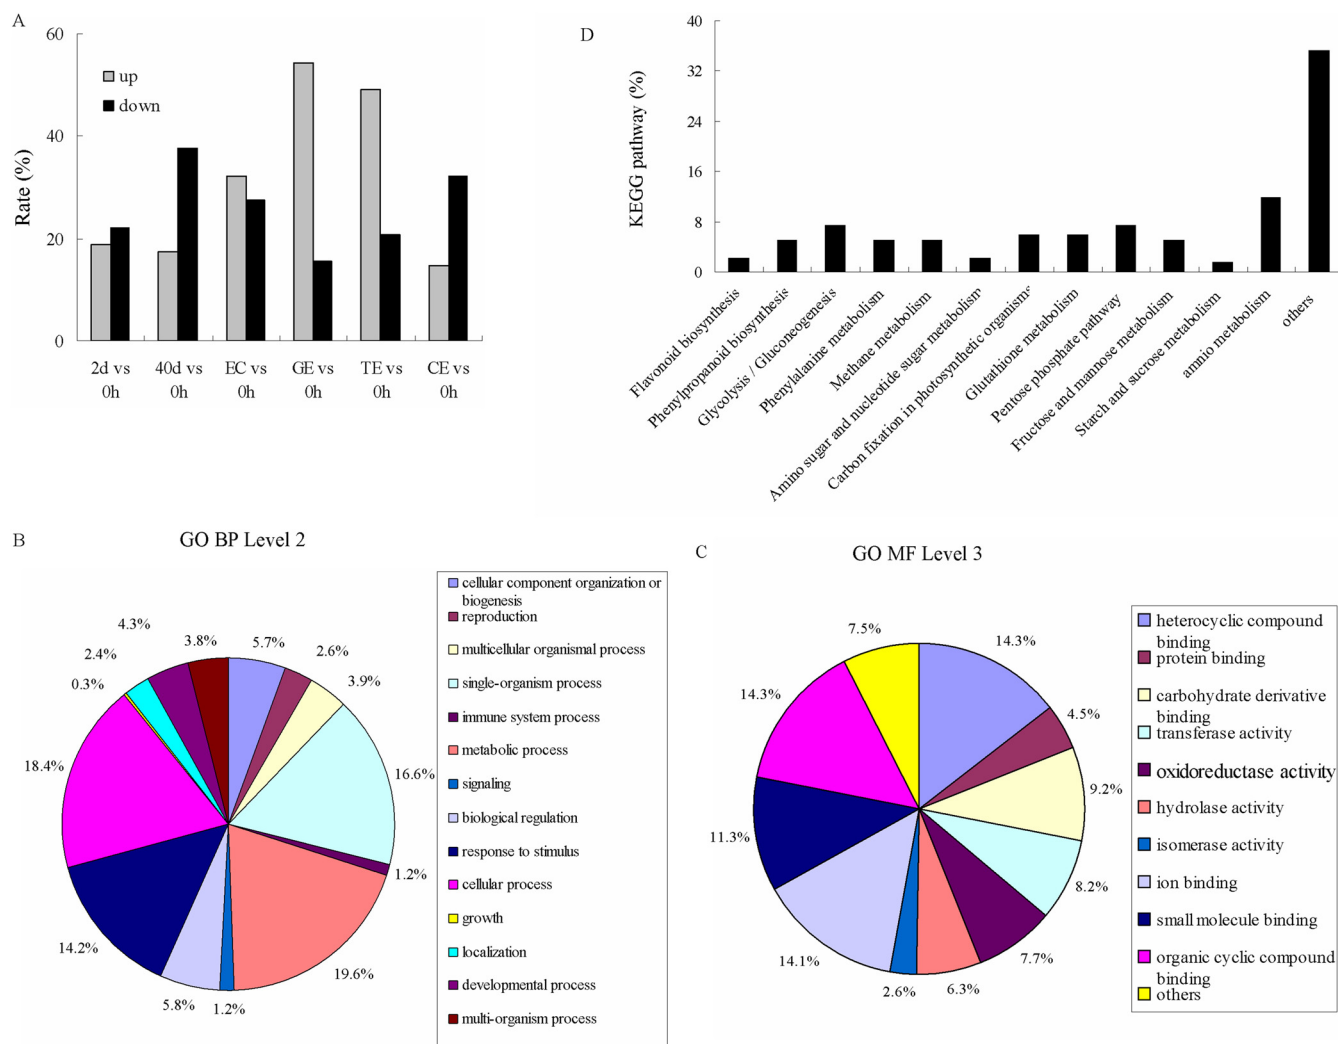 A
60
40
20
0
Rate (%)
up
down
2d vs
0h
40d vs
0h
EC vs
0h
GE vs
0h
TE vs
0h
CE vs
0h
D
40
32
24
16
8
0
KEGG pathway (%)
Flavonoid biosynthesis
Phenylpropanoid biosynthesis
Glycolysis / Gluconeogenesis
Phenylalanine metabolism
Methane metabolism
Amino sugar and nucleotide sugar metabolism
Carbon fixation in photosynthetic organisms
Glutathione metabolism
Pentose phosphate pathway
Fructose and mannose metabolism
Starch and sucrose metabolism
annio metabolism
others
B
GO BP Level 2
5.7%
2.6%
3.9%
16.6%
1.2%
19.6%
1.2%
5.8%
14.2%
18.4%
0.3%
2.4%
4.3%
3.8%
cellular component organization or
biogenesis
reproduction
multicellular organismal process
single-organism process
immune system process
metabolic process
signaling
biological regulation
response to stimulus
cellular process
growth
localization
developmental process
multi-organism process
C
GO MF Level 3
14.3%
4.5%
9.2%
8.2%
7.7%
6.3%
2.6%
14.1%
11.3%
14.3%
7.5%
heterocyclic compound
binding
protein binding
carbohydrate derivative
binding
transferase activity
oxidoreductase activity
hydrolase activity
isomerase activity
ion binding
small molecule binding
organic cyclic compound
binding
others